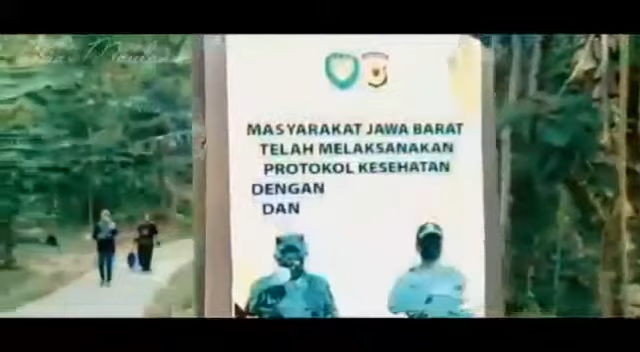 MASYARAKAT JAWA BARAT
TELAH MELAKSANAKAN
PROTOKOL KESEHATAN
DENGAN
DAN